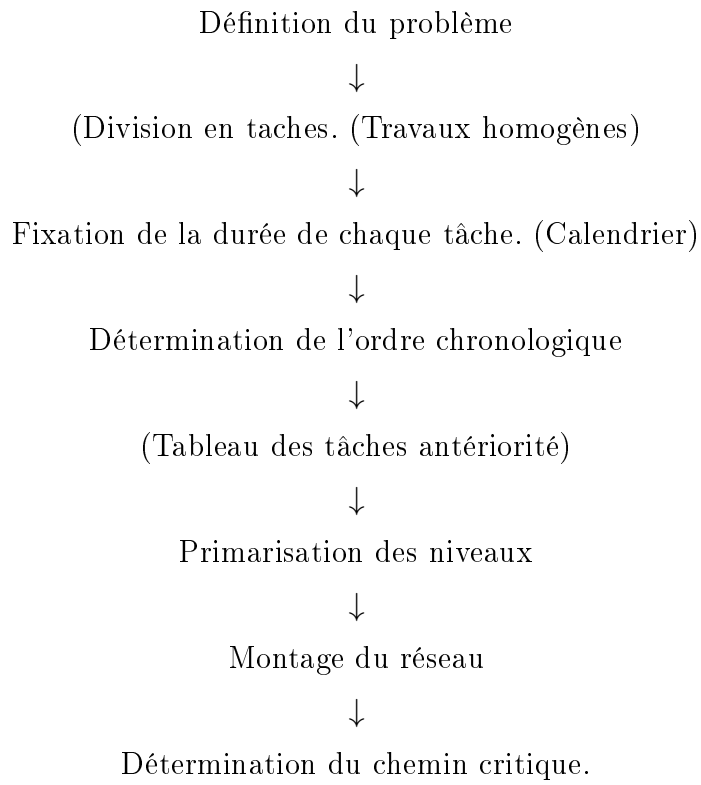 Définition du problème
↓
(Division en taches. (Travaux homogènes)
↓
Fixation de la durée de chaque tâche. (Calendrier)
↓
Détermination de l'ordre chronologique
↓
(Tableau des tâches antériorité)
↓
Primarisation des niveaux
↓
Montage du réseau
↓
Détermination du chemin critique.